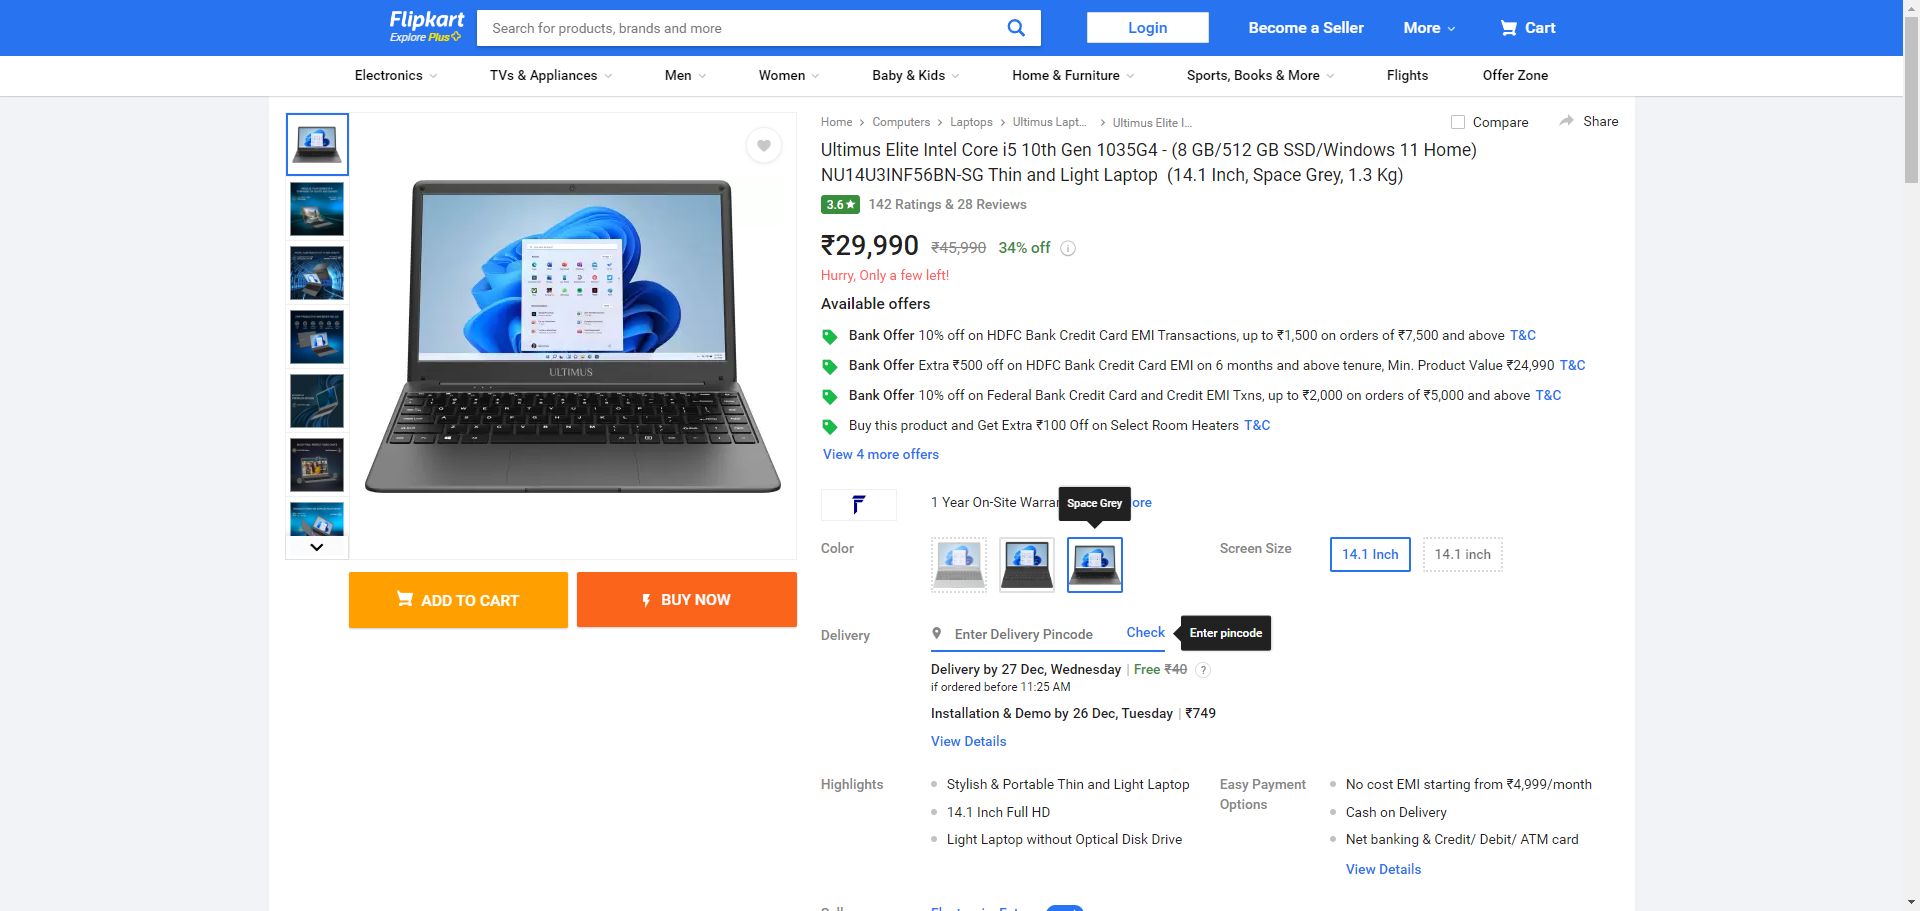 Flipkart
Explore Plus
Search for products, brands and more
Login
Become a Seller
More
Cart
Electronics
TVs & Appliances
Men
Women
Baby & Kids
Home & Furniture
Sports, Books & More
Flights
Offer Zone
Home
Computers
Laptops
Ultimus Lapt...
Ultimus Elite I...
Compare
Share
Ultimus Elite Intel Core i5 10th Gen 1035G4 - (8 GB/512 GB SSD/Windows 11 Home)
NU14U3INF56BN-SG Thin and Light Laptop (14.1 Inch, Space Grey, 1.3 Kg)
3.6
142 Ratings & 28 Reviews
₹29,990 ₹45,990 34% off
Hurry, Only a few left!
Available offers
Bank Offer 10% off on HDFC Bank Credit Card EMI Transactions, up to ₹1,500 on orders of ₹7,500 and above T&C
Bank Offer Extra ₹500 off on HDFC Bank Credit Card EMI on 6 months and above tenure, Min. Product Value ₹24,990 T&C
Bank Offer 10% off on Federal Bank Credit Card and Credit EMI Txns, up to ₹2,000 on orders of ₹5,000 and above T&C
Buy this product and Get Extra ₹100 Off on Select Room Heaters T&C
View 4 more offers
ULTIMUS
ADD TO CART
BUY NOW
1 Year On-Site
Space Grey
Color
Screen Size
14.1 Inch
14.1 inch
Delivery
Enter Delivery Pincode
Check
Enter pincode
Delivery by 27 Dec, Wednesday | Free ₹40 ?
if ordered before 11:25 AM
Installation & Demo by 26 Dec, Tuesday | ₹749
View Details
Highlights
Stylish & Portable Thin and Light Laptop
14.1 Inch Full HD
Light Laptop without Optical Disk Drive
Easy Payment
Options
No cost EMI starting from ₹4,999/month
Cash on Delivery
Net banking & Credit/ Debit/ ATM card
View Details